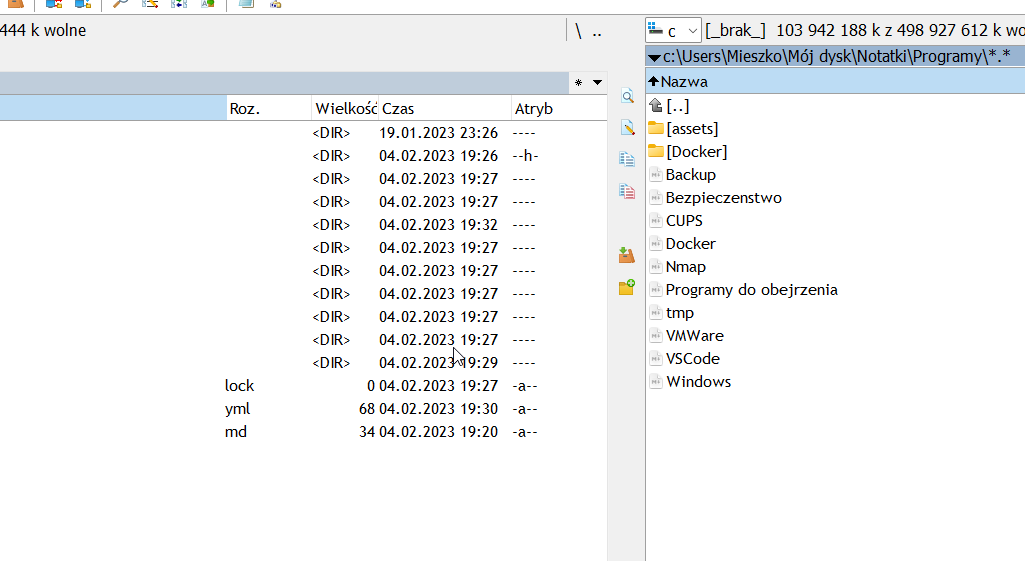 444 k wolne
\ ..
* 
Roz. Wielkość Czas Atryb
<DIR> 19.01.2023 23:26 ----
<DIR> 04.02.2023 19:26 --h-
<DIR> 04.02.2023 19:27 ----
<DIR> 04.02.2023 19:27 ----
<DIR> 04.02.2023 19:32 ----
<DIR> 04.02.2023 19:27 ----
<DIR> 04.02.2023 19:27 ----
<DIR> 04.02.2023 19:27 ----
<DIR> 04.02.2023 19:27 ----
<DIR> 04.02.2023 19:27 ----
<DIR> 04.02.2023 19:29 ----
lock 0 04.02.2023 19:27 -a--
yml 68 04.02.2023 19:30 -a--
md 34 04.02.2023 19:20 -a--
c [_brak_] 103 942 188 k z 498 927 612 k wo
c:\Users\Mieszko\Mój dysk\Notatki\Programy\*.*
Nazwa
[..]
[assets]
[Docker]
Backup
Bezpieczenstwo
CUPS
Docker
Nmap
Programy do obejrzenia
tmp
VMWare
VSCode
Windows